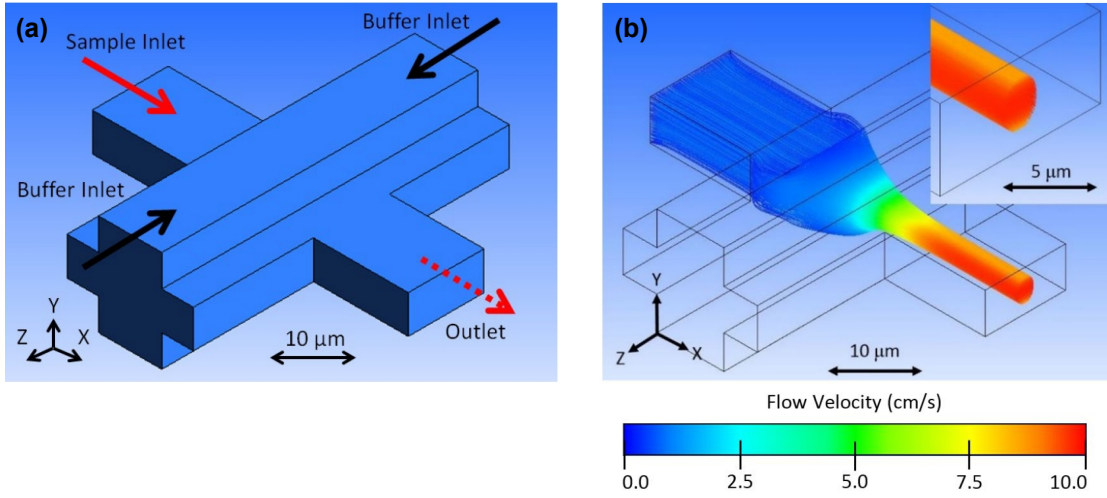 (a)
Buffer Inlet
Sample Inlet
Buffer Inlet
Outlet
Y
Z
X
10 µm
(b)
5 µm
Y
X
Z
10 µm
Flow Velocity (cm/s)
0.0 2.5 5.0 7.5 10.0